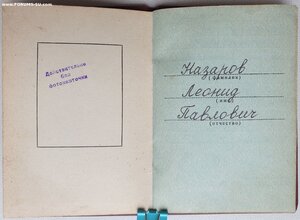 www.FORUMS-SU.com
Действительно
без
фотокарточки
Назаров
(фамилия)
Леонид
(имя)
Павлович
(отчество)